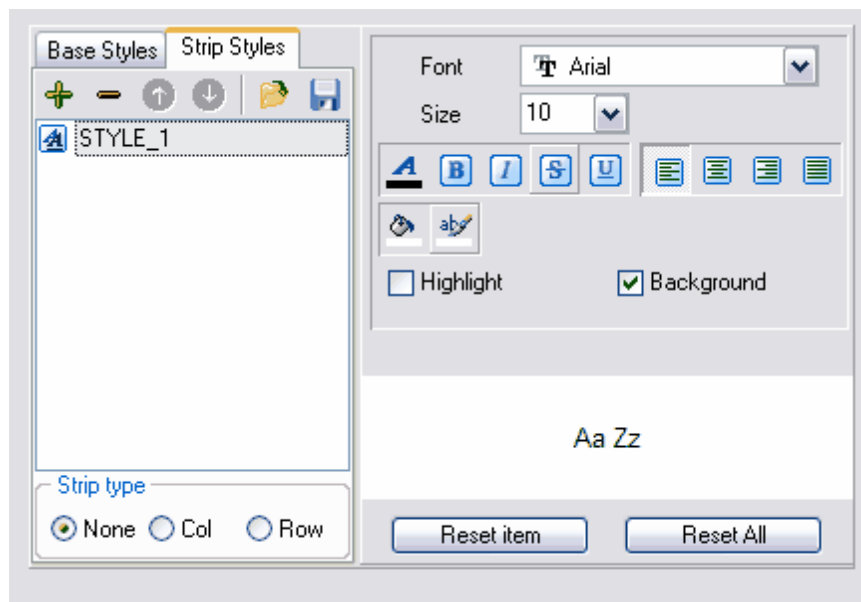 Base Styles Strip Styles
STYLE_1
Strip type
None Col Row
Font Arial
Size 10
A B I S U
ab
Highlight Background
Aa Zz
Reset item Reset All